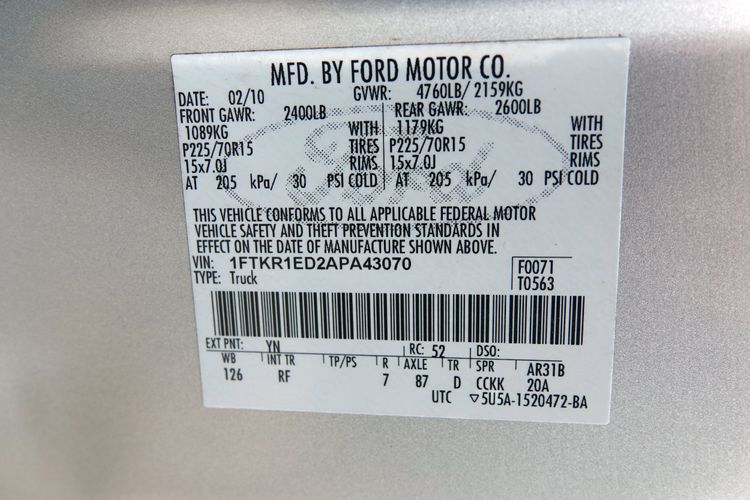 MFD. BY FORD MOTOR CO.
DATE: 02/10 GVWR: 4760LB/ 2159KG
FRONT GAWR: 2400LB REAR GAWR: 2600LB
1089KG WITH 1179KG WITH
P225/70R15 TIRES P225/70R15 TIRES
15x7.0J RIMS 15x7.0J RIMS
AT 205 kPa/ 30 PSI COLD AT 205 kPa/ 30 PSI COLD
THIS VEHICLE CONFORMS TO ALL APPLICABLE FEDERAL MOTOR
VEHICLE SAFETY AND THEFT PREVENTION STANDARDS IN
EFFECT ON THE DATE OF MANUFACTURE SHOWN ABOVE.
VIN: 1FTKR1ED2APA43070 F0071
TYPE: Truck T0563
EXT PNT: YN RC: 52 DSO:
WB INT TR TP/PS R AXLE TR SPR AR31B
126 RF 7 87 D CCKK 20A
UTC ▽5U5A-1520472-BA
Ford